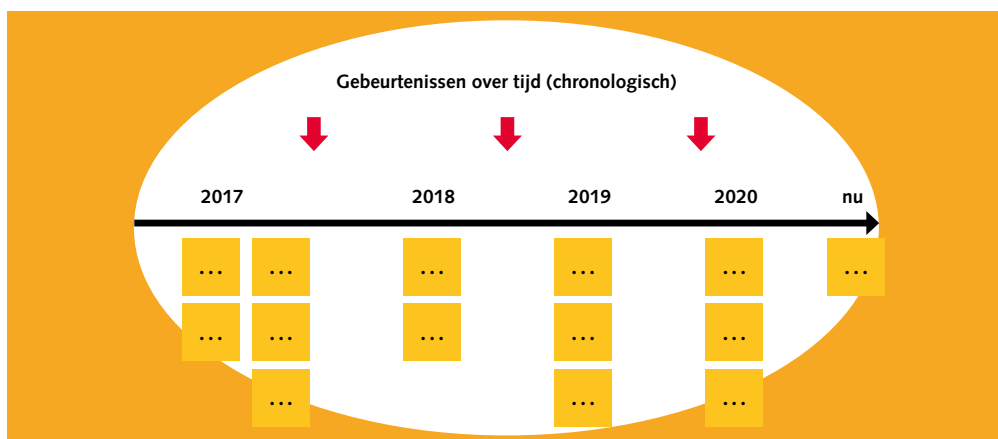 Gebeurtenissen over tijd (chronologisch)
2017 2018 2019 2020 nu
... ... ... ... ... ...
... ... ... ... ...
... ... ...